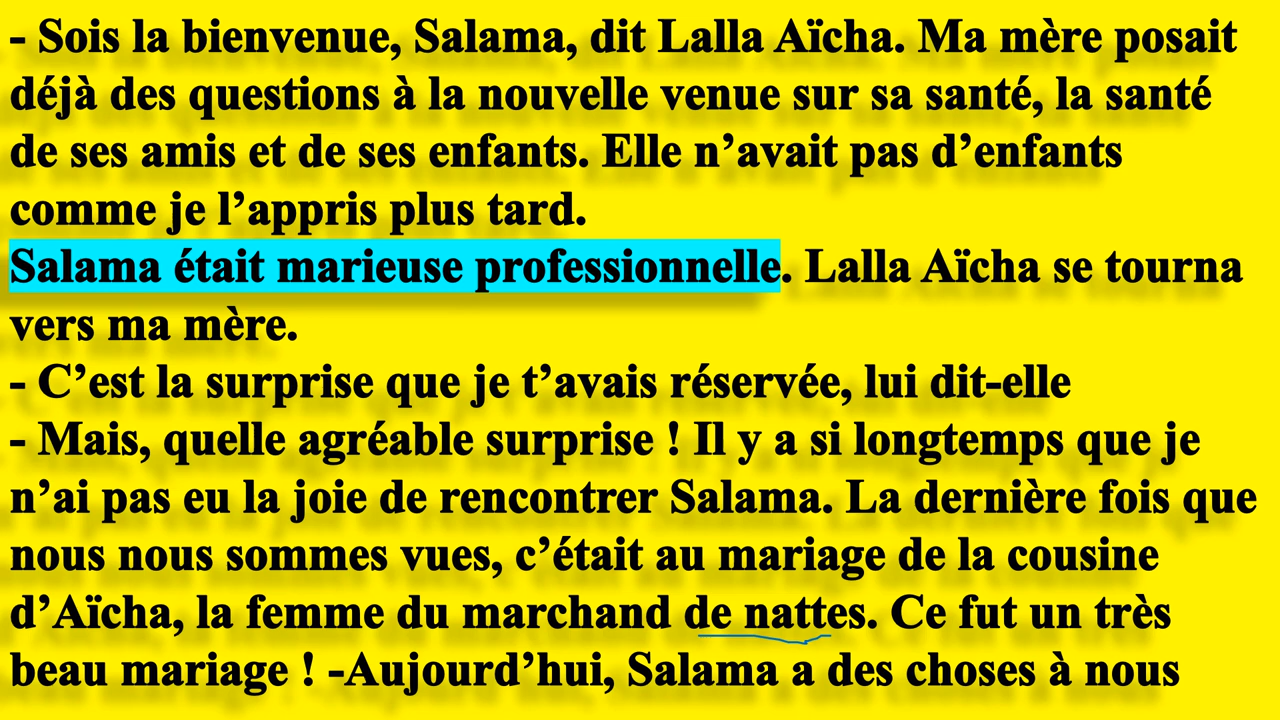 - Sois la bienvenue, Salama, dit Lalla Aïcha. Ma mère posait
déjà des questions à la nouvelle venue sur sa santé, la santé
de ses amis et de ses enfants. Elle n’avait pas d’enfants
comme je l’appris plus tard.
Salama était marieuse professionnelle. Lalla Aïcha se tourna
vers ma mère.
- C’est la surprise que je t’avais réservée, lui dit-elle
- Mais, quelle agréable surprise ! Il y a si longtemps que je
n’ai pas eu la joie de rencontrer Salama. La dernière fois que
nous nous sommes vues, c’était au mariage de la cousine
d’Aïcha, la femme du marchand de nattes. Ce fut un très
beau mariage ! -Aujourd’hui, Salama a des choses à nous